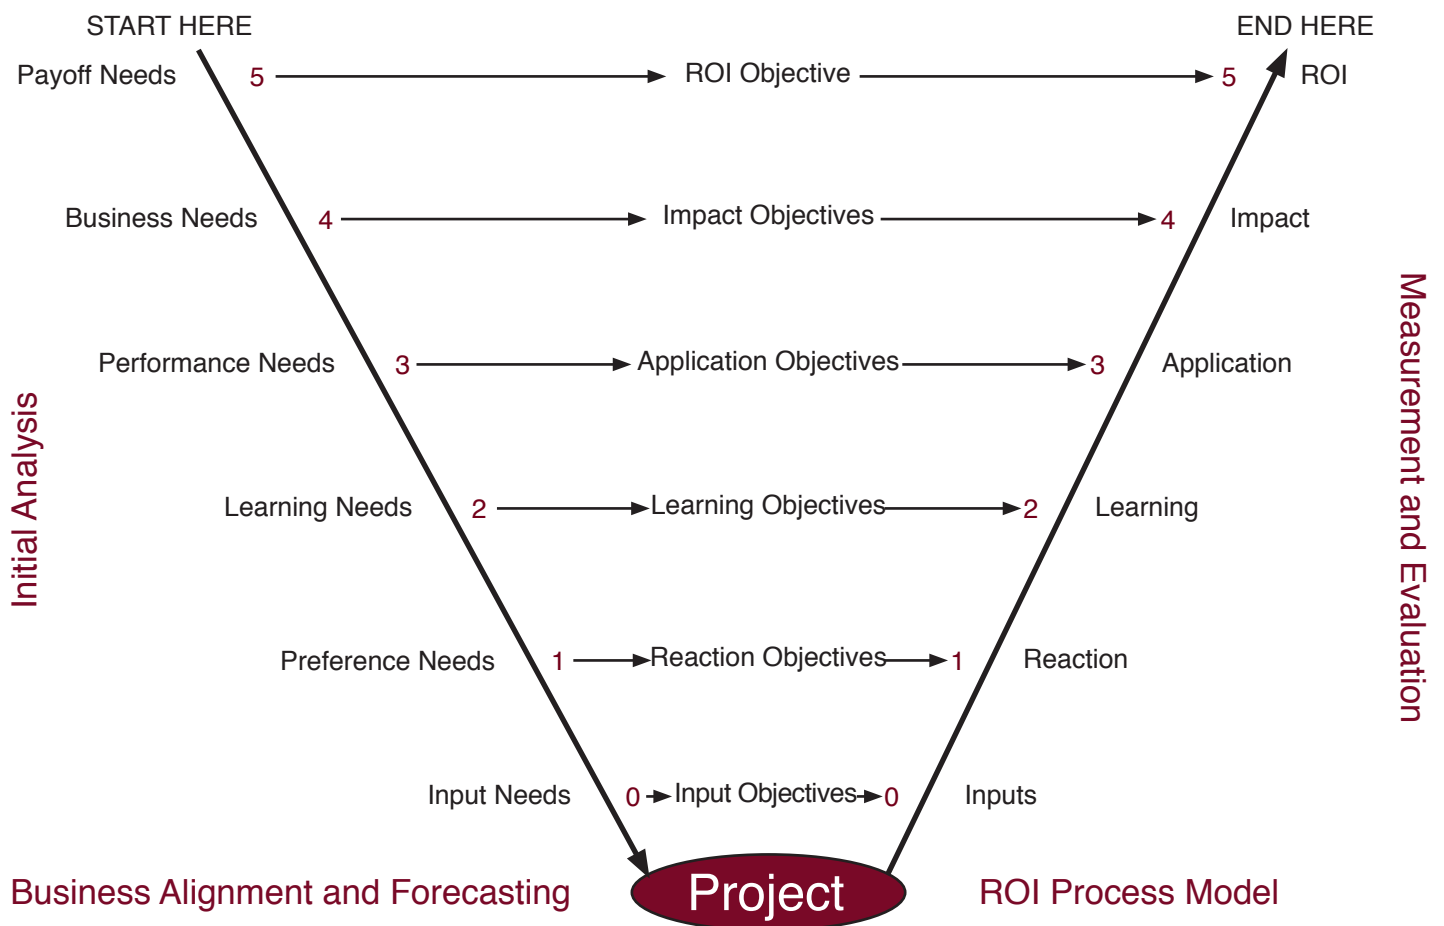 START HERE
END HERE
Payoff Needs 5 ROI Objective 5 ROI
Business Needs 4 Impact Objectives 4 Impact
Performance Needs 3 Application Objectives 3 Application
Learning Needs 2 Learning Objectives 2 Learning
Preference Needs 1 Reaction Objectives 1 Reaction
Input Needs 0 Input Objectives 0 Inputs
Initial Analysis
Measurement and Evaluation
Business Alignment and Forecasting
Project
ROI Process Model